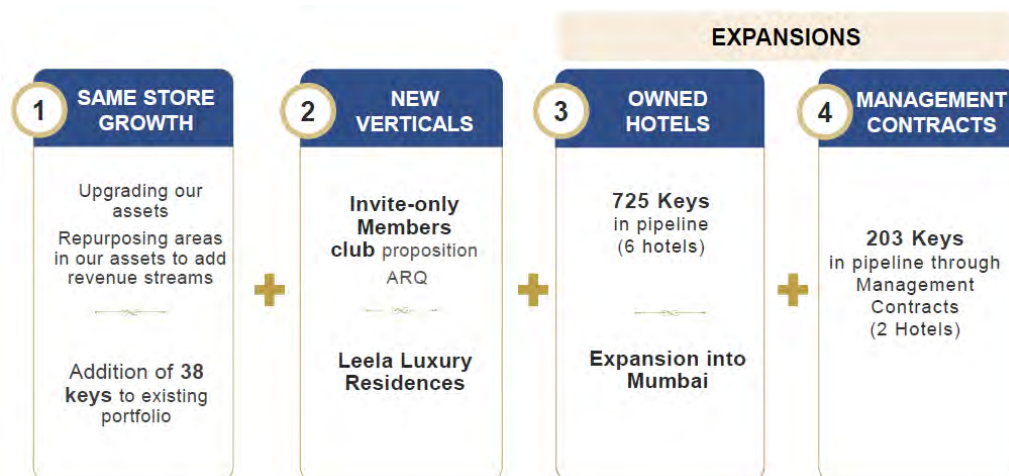 EXPANSIONS
1
SAME STORE
GROWTH
Upgrading our
assets
Repurposing areas
in our assets to add
revenue streams
Addition of 38
keys to existing
portfolio
2
NEW
VERTICALS
Invite-only
Members
club proposition
ARQ
Leela Luxury
Residences
3
OWNED
HOTELS
725 Keys
in pipeline
(6 hotels)
Expansion into
Mumbai
4
MANAGEMENT
CONTRACTS
203 Keys
in pipeline through
Management
Contracts
(2 Hotels)